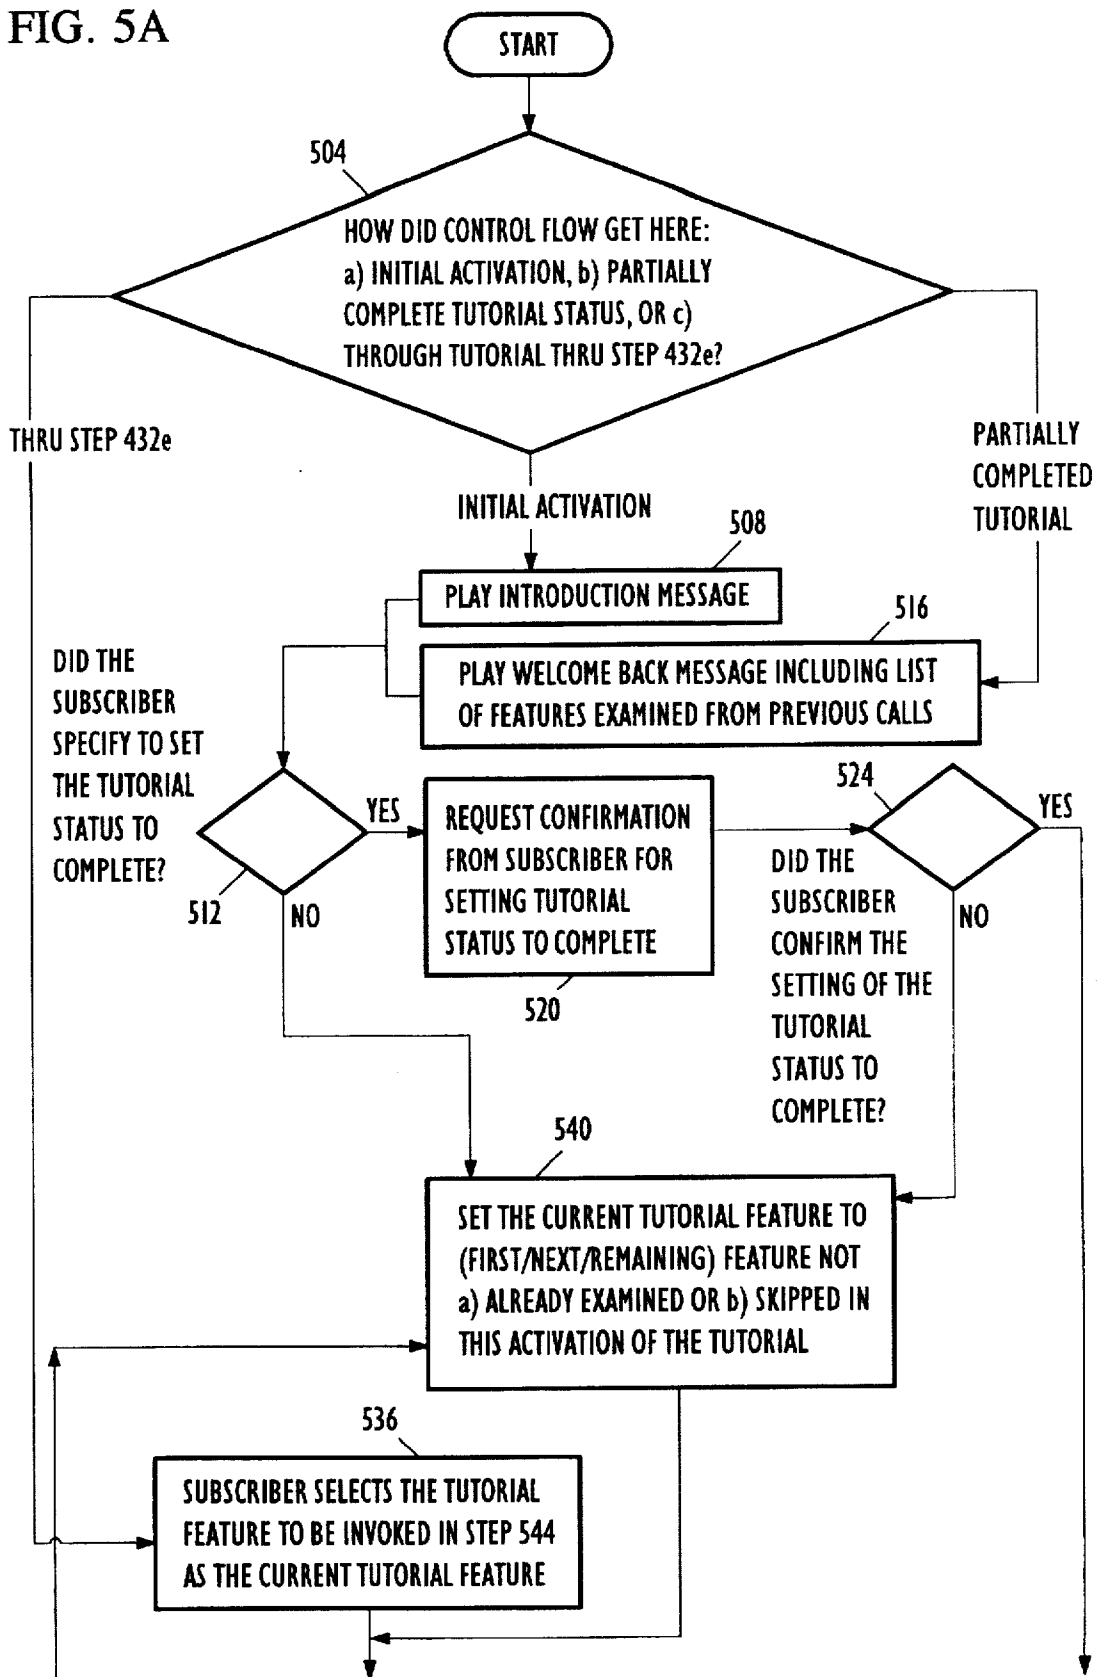 FIG. 5A
START
504
HOW DID CONTROL FLOW GET HERE:
a) INITIAL ACTIVATION, b) PARTIALLY
COMPLETE TUTORIAL STATUS, OR c)
THROUGH TUTORIAL THRU STEP 432e?
THRU STEP 432e
PARTIALLY
COMPLETED
TUTORIAL
INITIAL ACTIVATION
508
PLAY INTRODUCTION MESSAGE
516
PLAY WELCOME BACK MESSAGE INCLUDING LIST
OF FEATURES EXAMINED FROM PREVIOUS CALLS
DID THE
SUBSCRIBER
SPECIFY TO SET
THE TUTORIAL
STATUS TO
COMPLETE?
512
YES
NO
REQUEST CONFIRMATION
FROM SUBSCRIBER FOR
SETTING TUTORIAL
STATUS TO COMPLETE
520
524
YES
NO
DID THE
SUBSCRIBER
CONFIRM THE
SETTING OF THE
TUTORIAL
STATUS TO
COMPLETE?
540
SET THE CURRENT TUTORIAL FEATURE TO
(FIRST/NEXT/REMAINING) FEATURE NOT
a) ALREADY EXAMINED OR b) SKIPPED IN
THIS ACTIVATION OF THE TUTORIAL
536
SUBSCRIBER SELECTS THE TUTORIAL
FEATURE TO BE INVOKED IN STEP 544
AS THE CURRENT TUTORIAL FEATURE